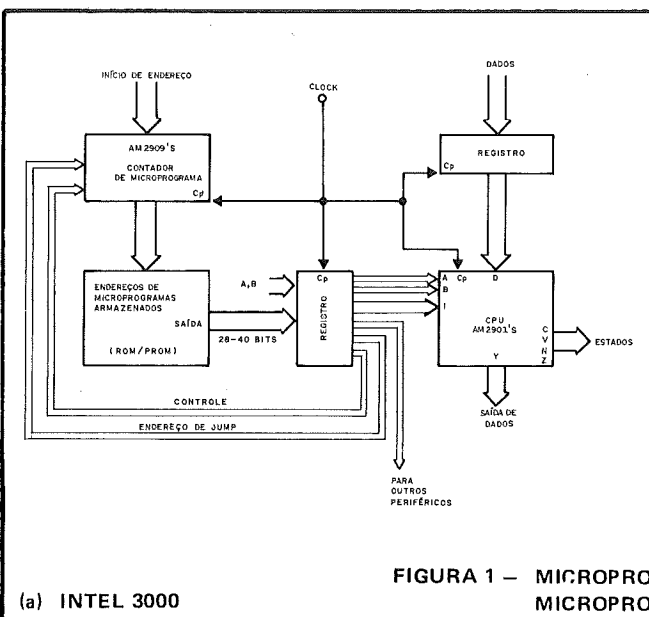 INÍCIO DE ENDEREÇO
CLOCK
DADOS
AM2909'S
CONTADOR
DE MICROPROGRAMA
Cp
REGISTRO
Cp
ENDEREÇOS DE
MICROPROGRAMAS
ARMAZENADOS
SAÍDA
(ROM/PROM)
28-40 BITS
A,B
Cp
REGISTRO
A Cp D
B
I
CPU
AM2901'S
Y
C
V
N
Z
ESTADOS
SAÍDA DE
DADOS
CONTROLE
ENDEREÇO DE JUMP
PARA
OUTROS
PERIFÉRICOS
FIGURA 1 – MICROPRO
MICROPRO
(a) INTEL 3000